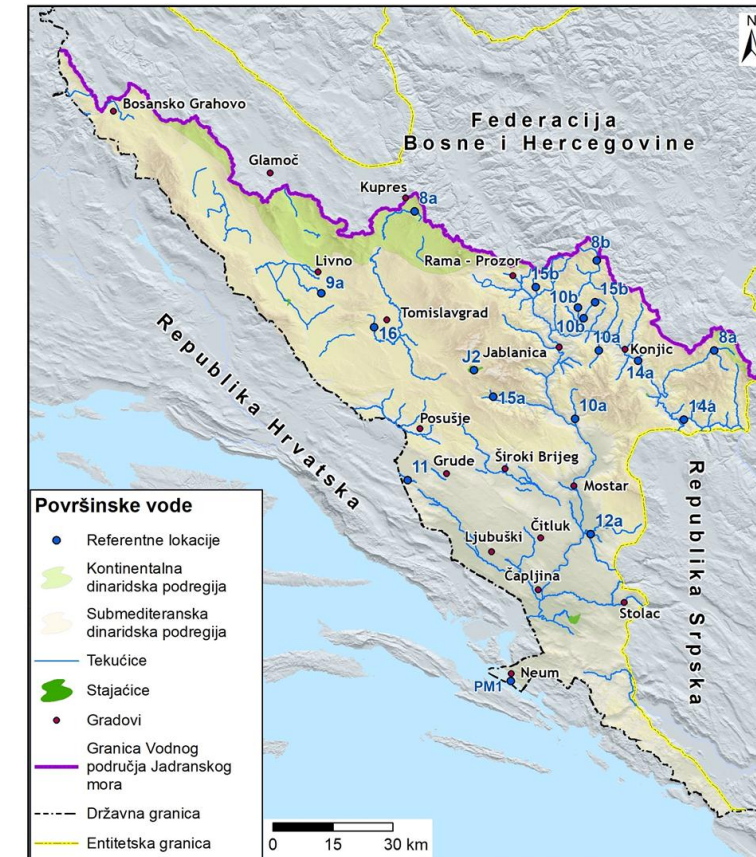 N
Bosansko Grahovo
Federacija
Bosne i Hercegovine
Glamoč
Kupres
8a
8b
Rama - Prozor
Livno
9a
15b
15b
10b
10b
Tomislavgrad
16
10a
Konjic
8a
Jablanica
14a
J2
15a
14a
10a
Republika Hrvatska
Posušje
Široki Brijeg
Grude
11
Mostar
12a
Čitluk
Ljubuški
Čapljina
Stolac
Republika Srpska
Neum
PM1
Površinske vode
Referentne lokacije
Kontinentalna
dinaridska podregija
Submediteranska
dinaridska podregija
Tekućice
Stajaćice
Gradovi
Granica Vodnog
područja Jadranskog
mora
Državna granica
Entitetska granica
0 15 30 km